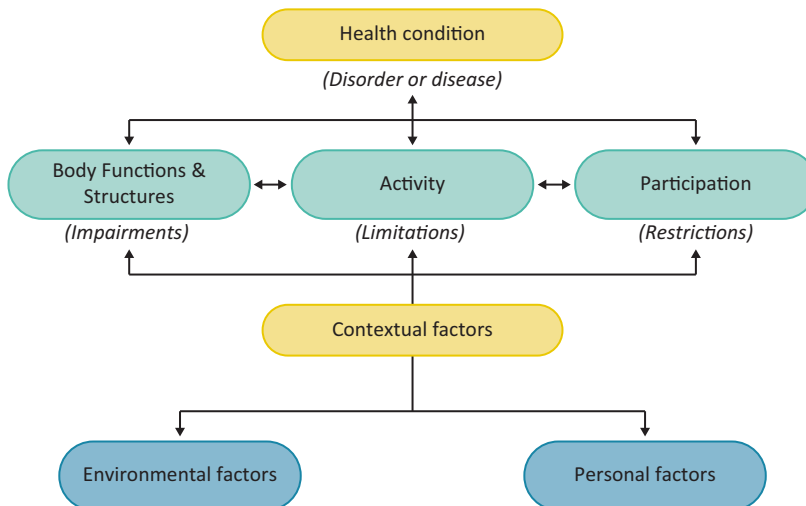 Health condition
(Disorder or disease)
Body Functions &
Structures
Activity
Participation
(Impairments)
(Limitations)
(Restrictions)
Contextual factors
Environmental factors
Personal factors